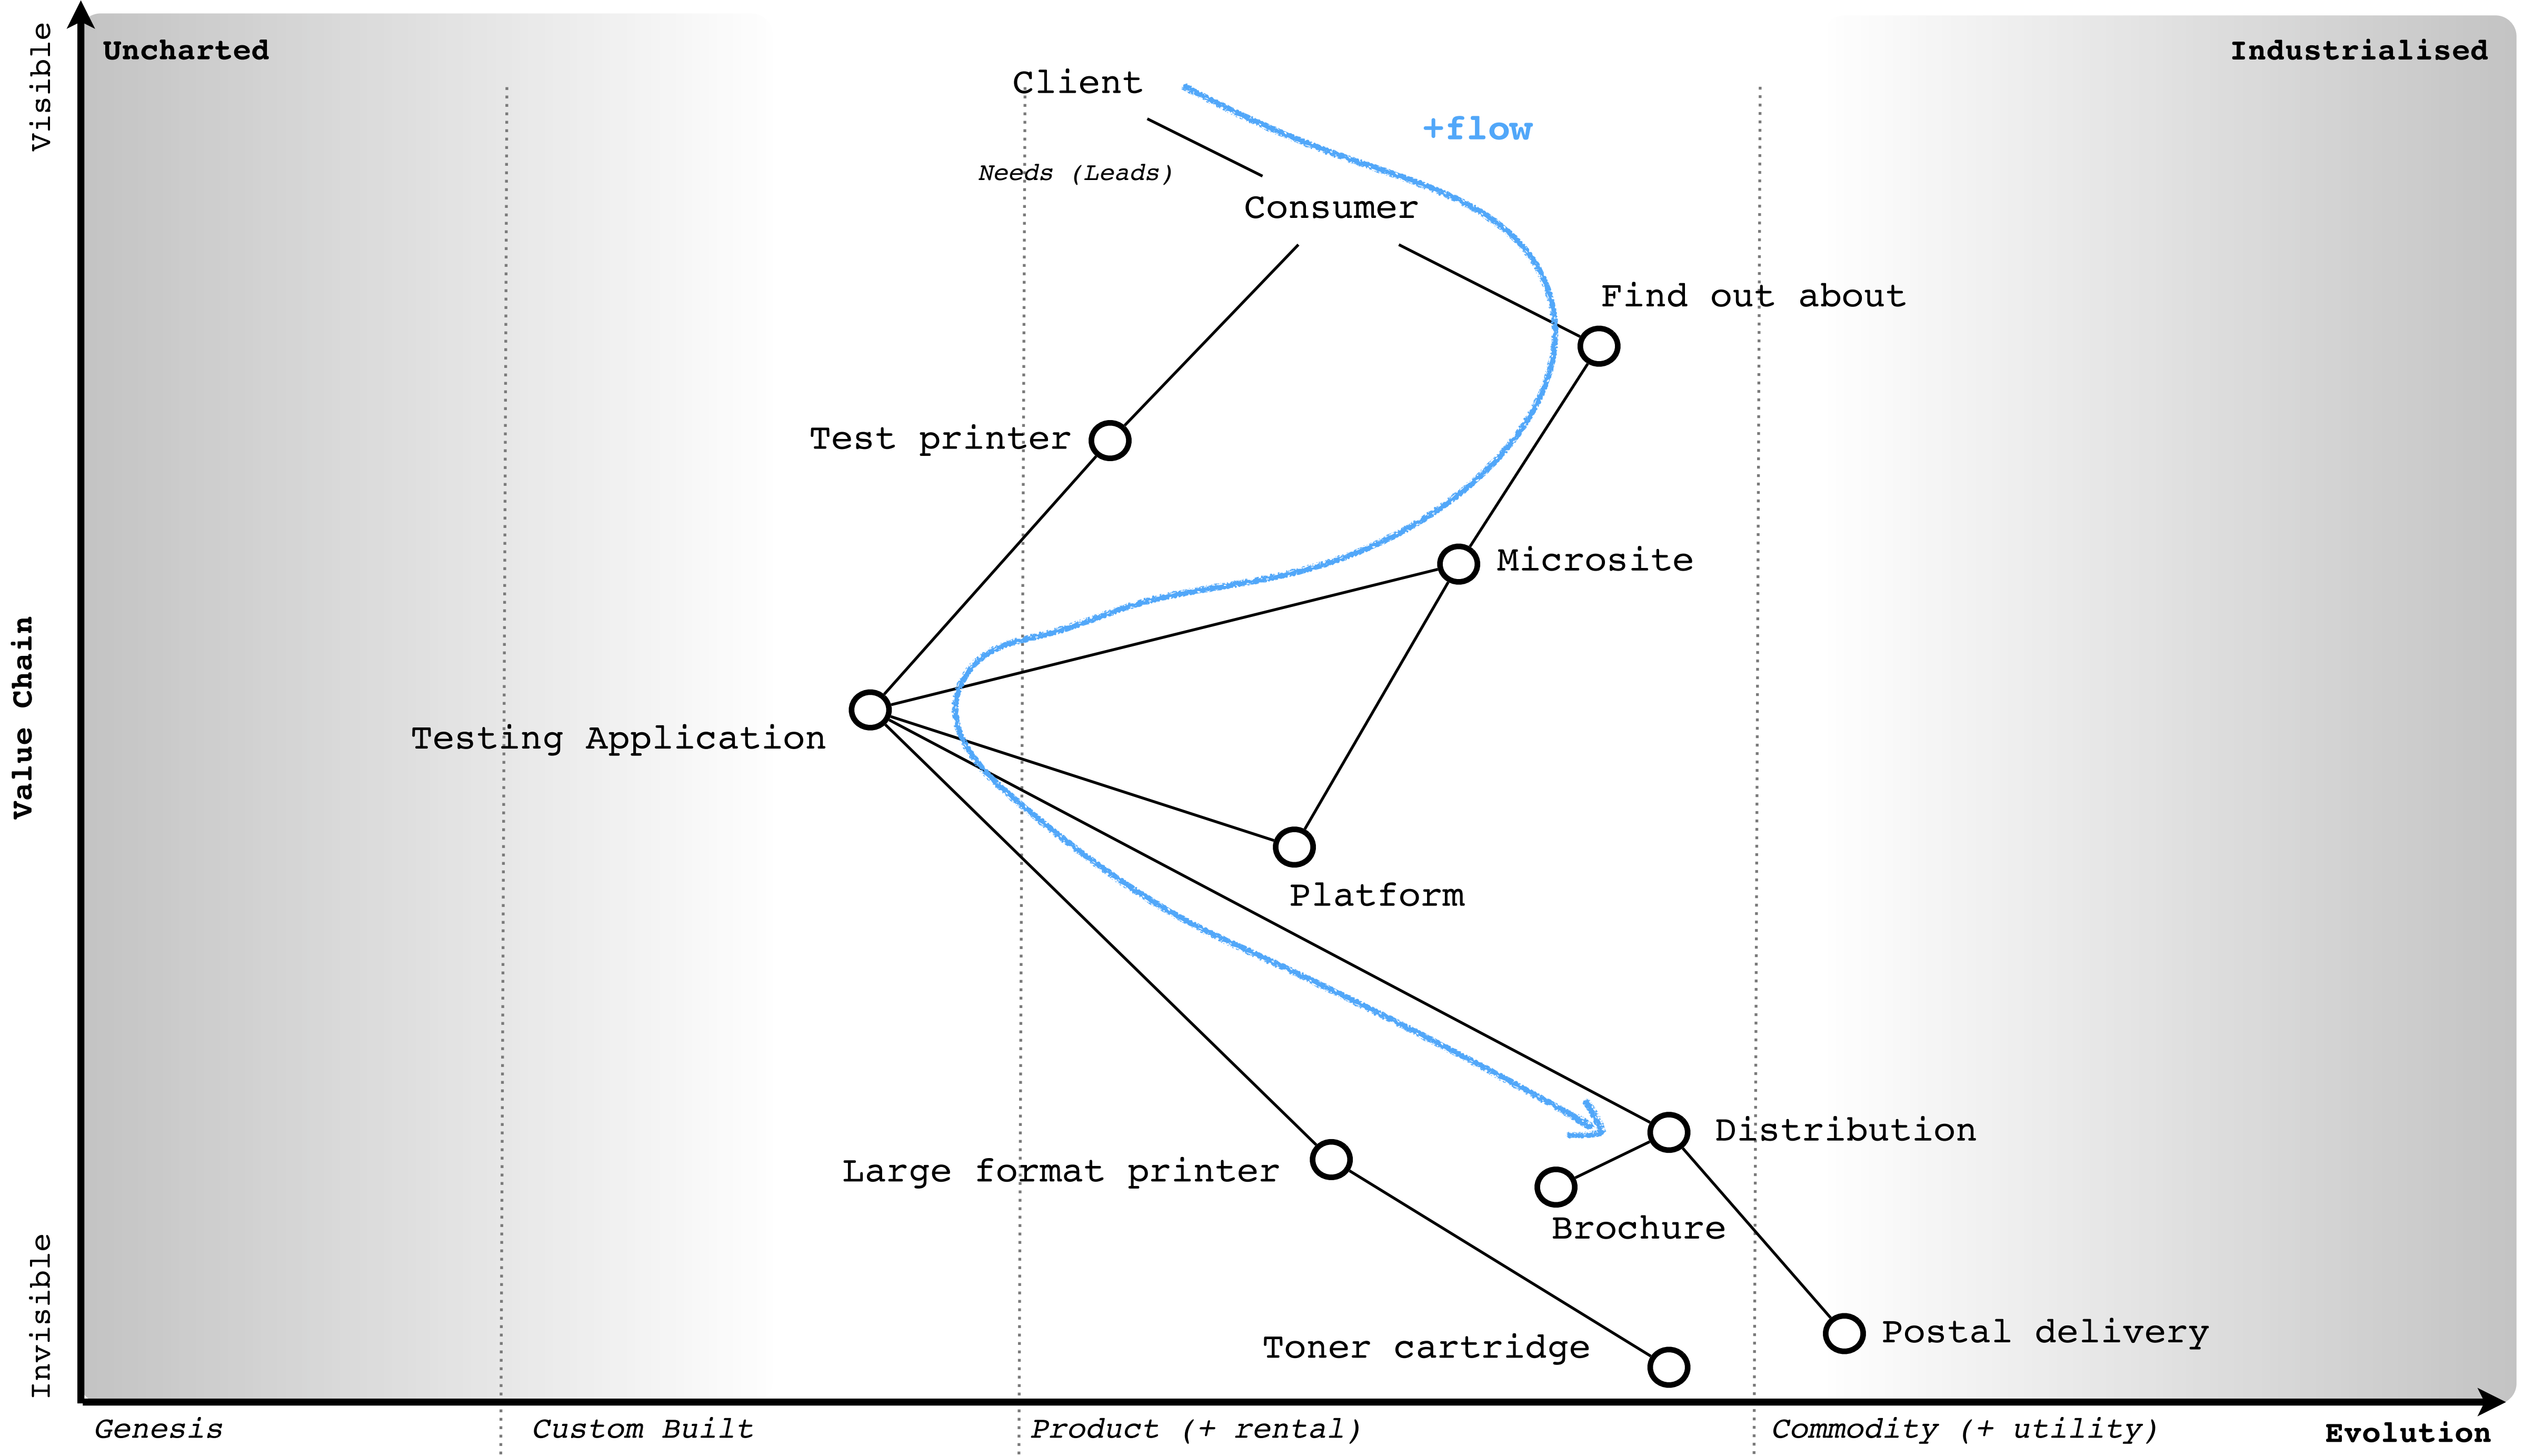 Visible
Uncharted
Industrialised
Client
+flow
Needs (Leads)
Consumer
Find out about
Test printer
Microsite
Value Chain
Testing Application
Platform
Distribution
Large format printer
Brochure
Invisible
Toner cartridge
Postal delivery
Genesis
Custom Built
Product (+ rental)
Commodity (+ utility)
Evolution